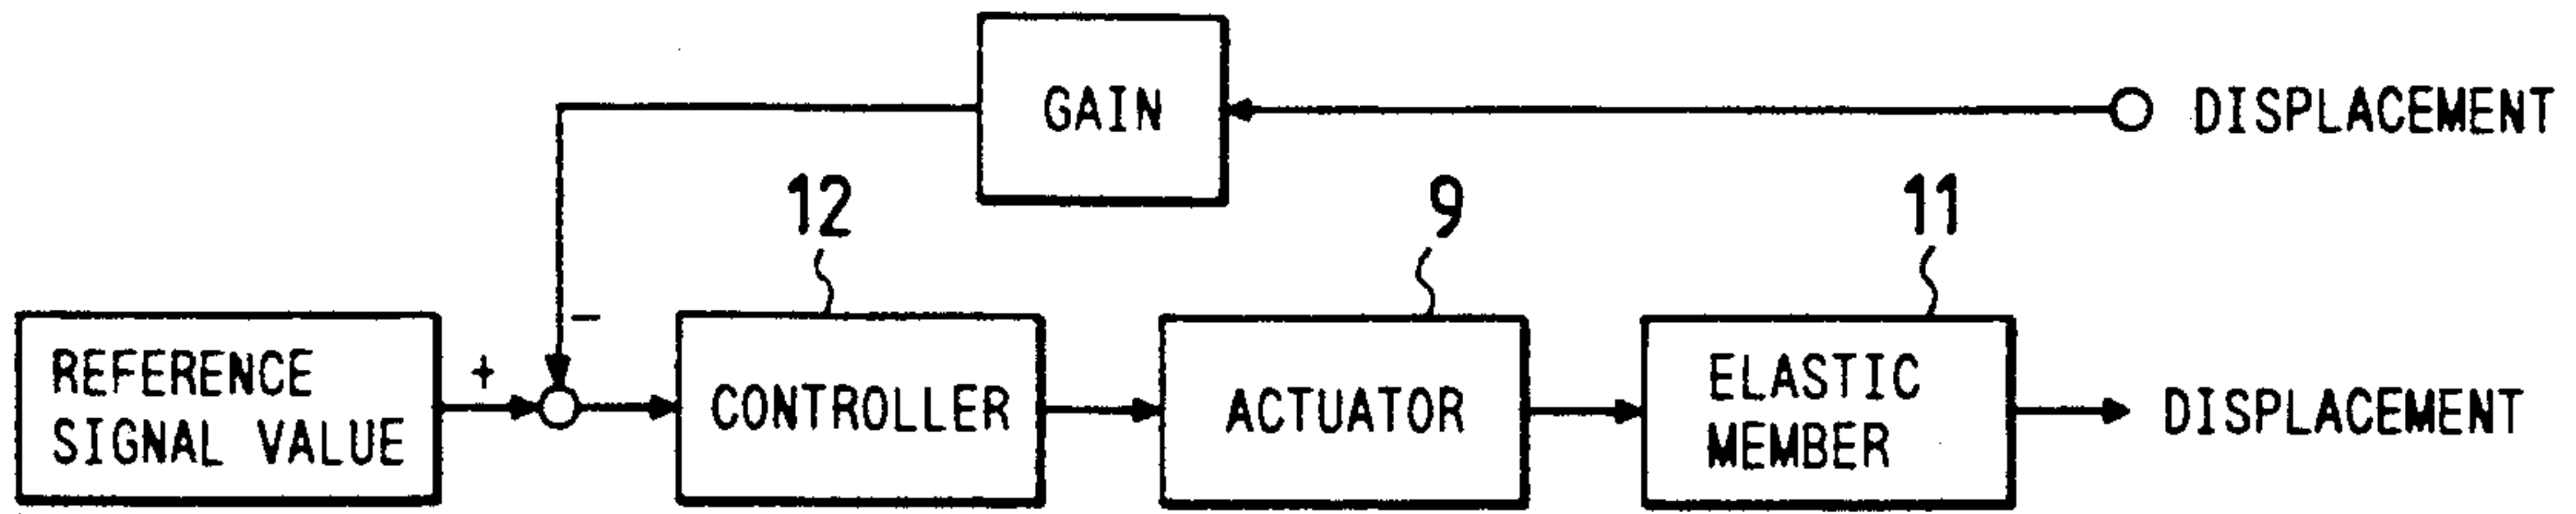 GAIN
DISPLACEMENT
12
9
11
−
+
REFERENCE
SIGNAL VALUE
CONTROLLER
ACTUATOR
ELASTIC
MEMBER
DISPLACEMENT